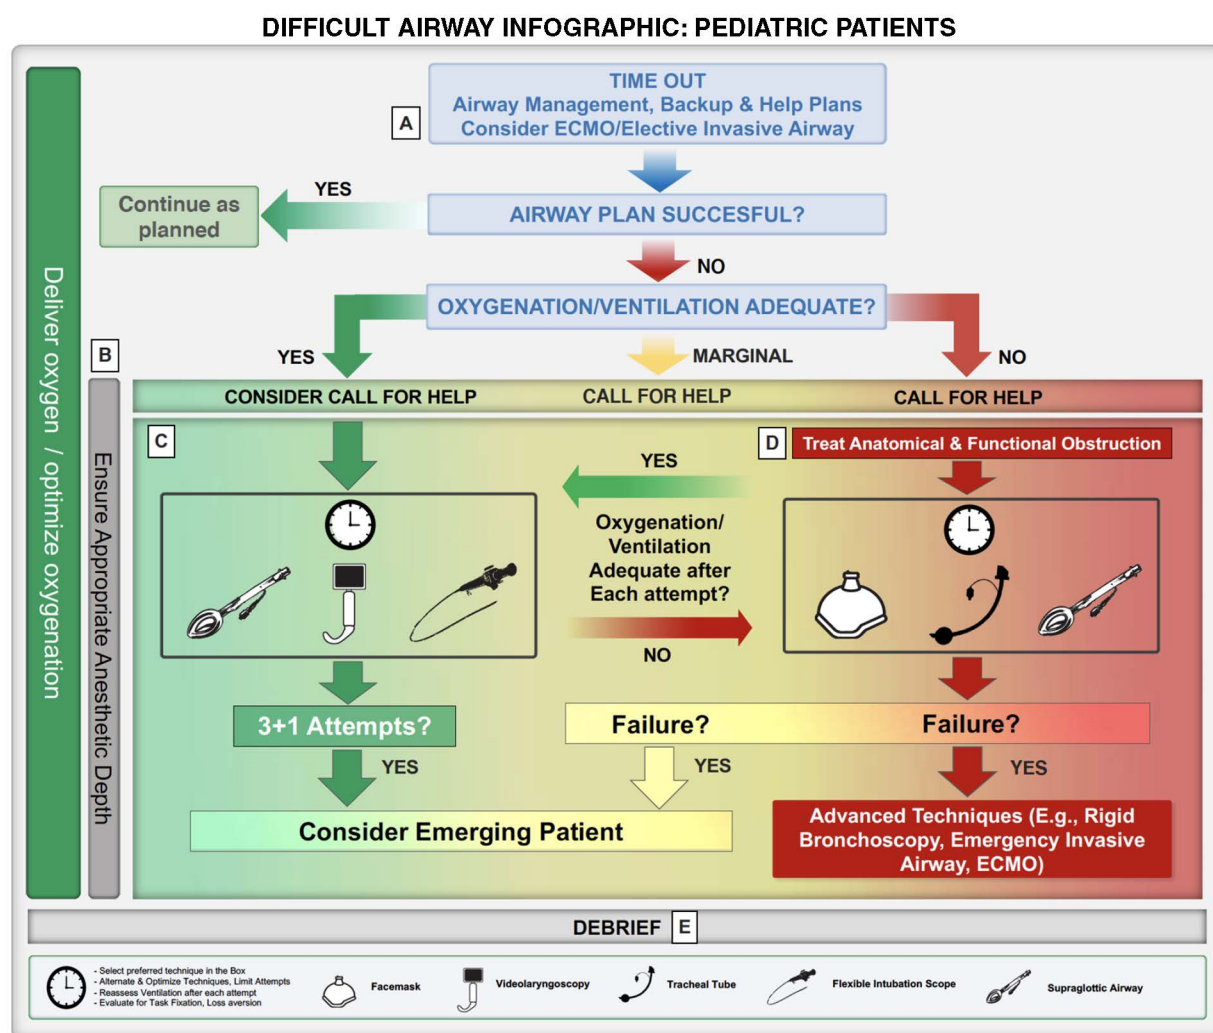 DIFFICULT AIRWAY INFOGRAPHIC: PEDIATRIC PATIENTS
TIME OUT
Airway Management, Backup & Help Plans
Consider ECMO/Elective Invasive Airway
A
YES
Continue as
planned
AIRWAY PLAN SUCCESFUL?
NO
OXYGENATION/VENTILATION ADEQUATE?
Deliver oxygen / optimize oxygenation
B
YES
MARGINAL
NO
Ensure Appropriate Anesthetic Depth
CONSIDER CALL FOR HELP
CALL FOR HELP
CALL FOR HELP
C
D
Treat Anatomical & Functional Obstruction
YES
Oxygenation/
Ventilation
Adequate after
Each attempt?
NO
3+1 Attempts?
Failure?
Failure?
YES
YES
YES
Consider Emerging Patient
Advanced Techniques (E.g., Rigid
Bronchoscopy, Emergency Invasive
Airway, ECMO)
DEBRIEF
E
- Select preferred technique in the Box
- Alternate & Optimize Techniques, Limit Attempts
- Reassess Ventilation after each attempt
- Evaluate for Task Fixation, Loss aversion
Facemask
Videolaryngoscopy
Tracheal Tube
Flexible Intubation Scope
Supraglottic Airway